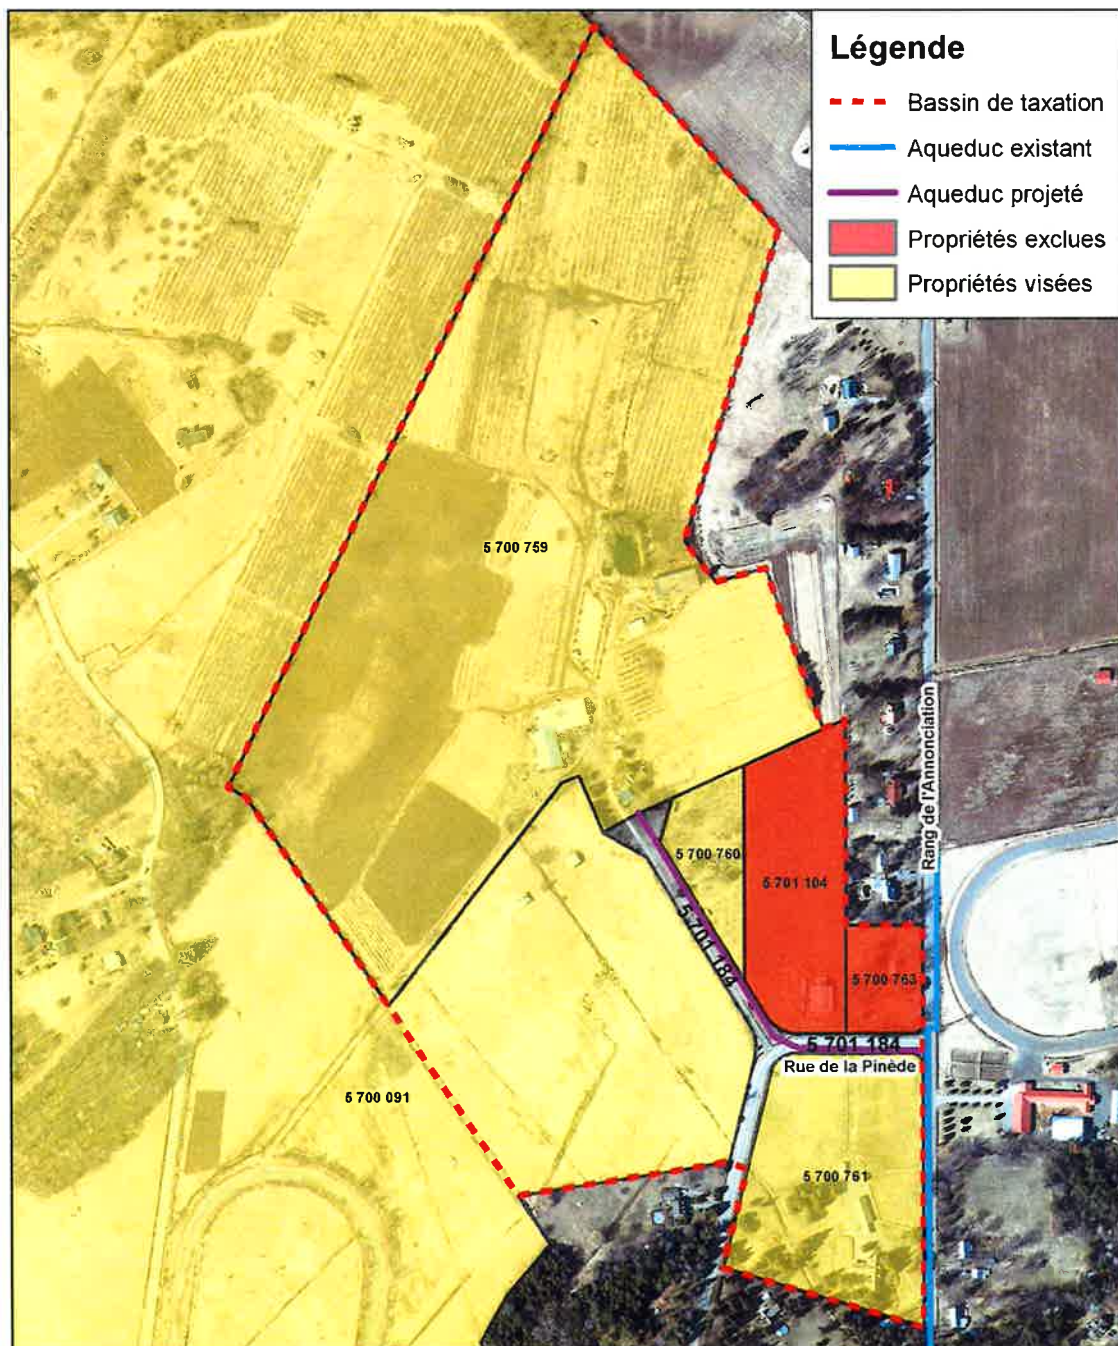 Légende
Bassin de taxation
Aqueduc existant
Aqueduc projeté
Propriétés exclues
Propriétés visées
5 700 759
Rang de l'Annonciation
5 700 760
5 701 104
5 701 184
5 700 763
5 701 184
Rue de la Pinède
5 700 091
5 700 761